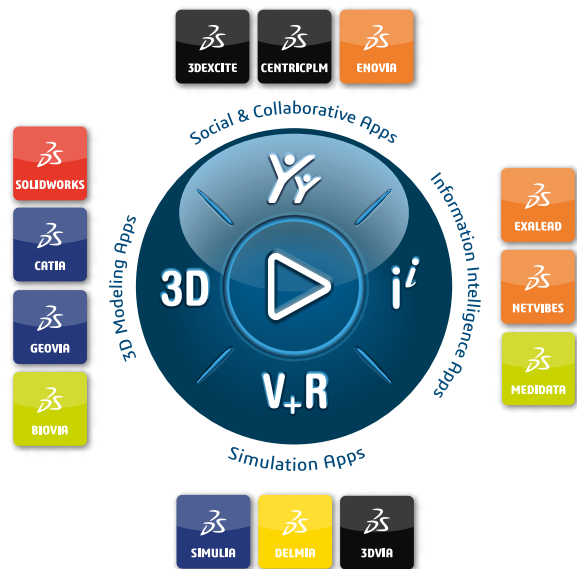 3DEXCITE
CENTRICPLM
ENOVIA
Social & Collaborative Apps
SOLIDWORKS
CATIA
GEOVIA
BIOVIA
3D Modeling Apps
3D
i i
V+R
Information Intelligence Apps
EXALEAD
NETVIBES
MEDIDATA
Simulation Apps
SIMULIA
DELMIA
3DVIA